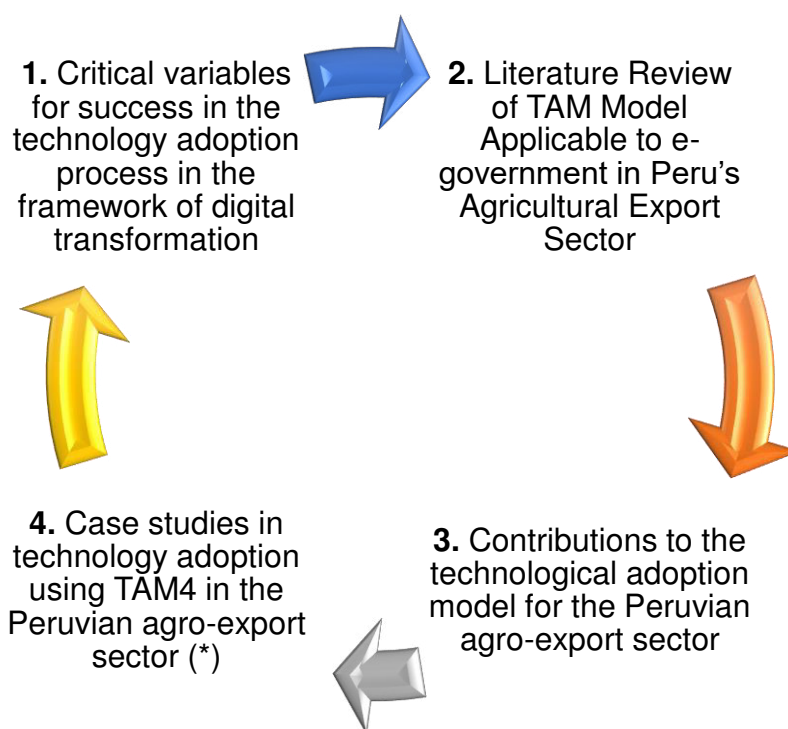 1. Critical variables
for success in the
technology adoption
process in the
framework of digital
transformation
2. Literature Review
of TAM Model
Applicable to e-
government in Peru’s
Agricultural Export
Sector
3. Contributions to the
technological adoption
model for the Peruvian
agro-export sector
4. Case studies in
technology adoption
using TAM4 in the
Peruvian agro-export
sector (*)